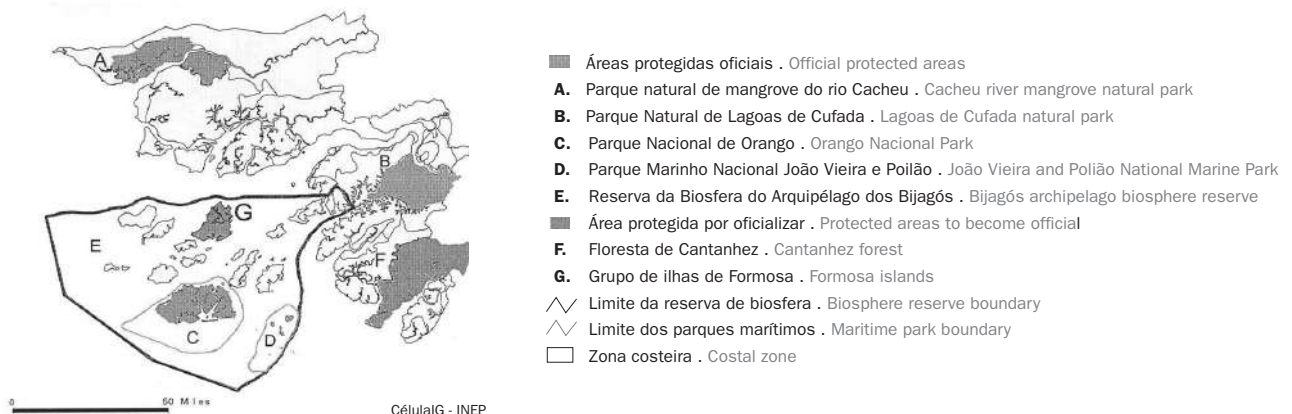 A
B
G
E
F
C
D
0 50 Miles
CélulaIG - INEP
Áreas protegidas oficiais . Official protected areas
A. Parque natural de mangrove do rio Cacheu . Cacheu river mangrove natural park
B. Parque Natural de Lagoas de Cufada . Lagoas de Cufada natural park
C. Parque Nacional de Orango . Orango Nacional Park
D. Parque Marinho Nacional João Vieira e Poilão . João Vieira and Polião National Marine Park
E. Reserva da Biosfera do Arquipélago dos Bijagós . Bijagós archipelago biosphere reserve
Área protegida por oficializar . Protected areas to become official
F. Floresta de Cantanhez . Cantanhez forest
G. Grupo de ilhas de Formosa . Formosa islands
Limite da reserva de biosfera . Biosphere reserve boundary
Limite dos parques marítimos . Maritime park boundary
Zona costeira . Costal zone